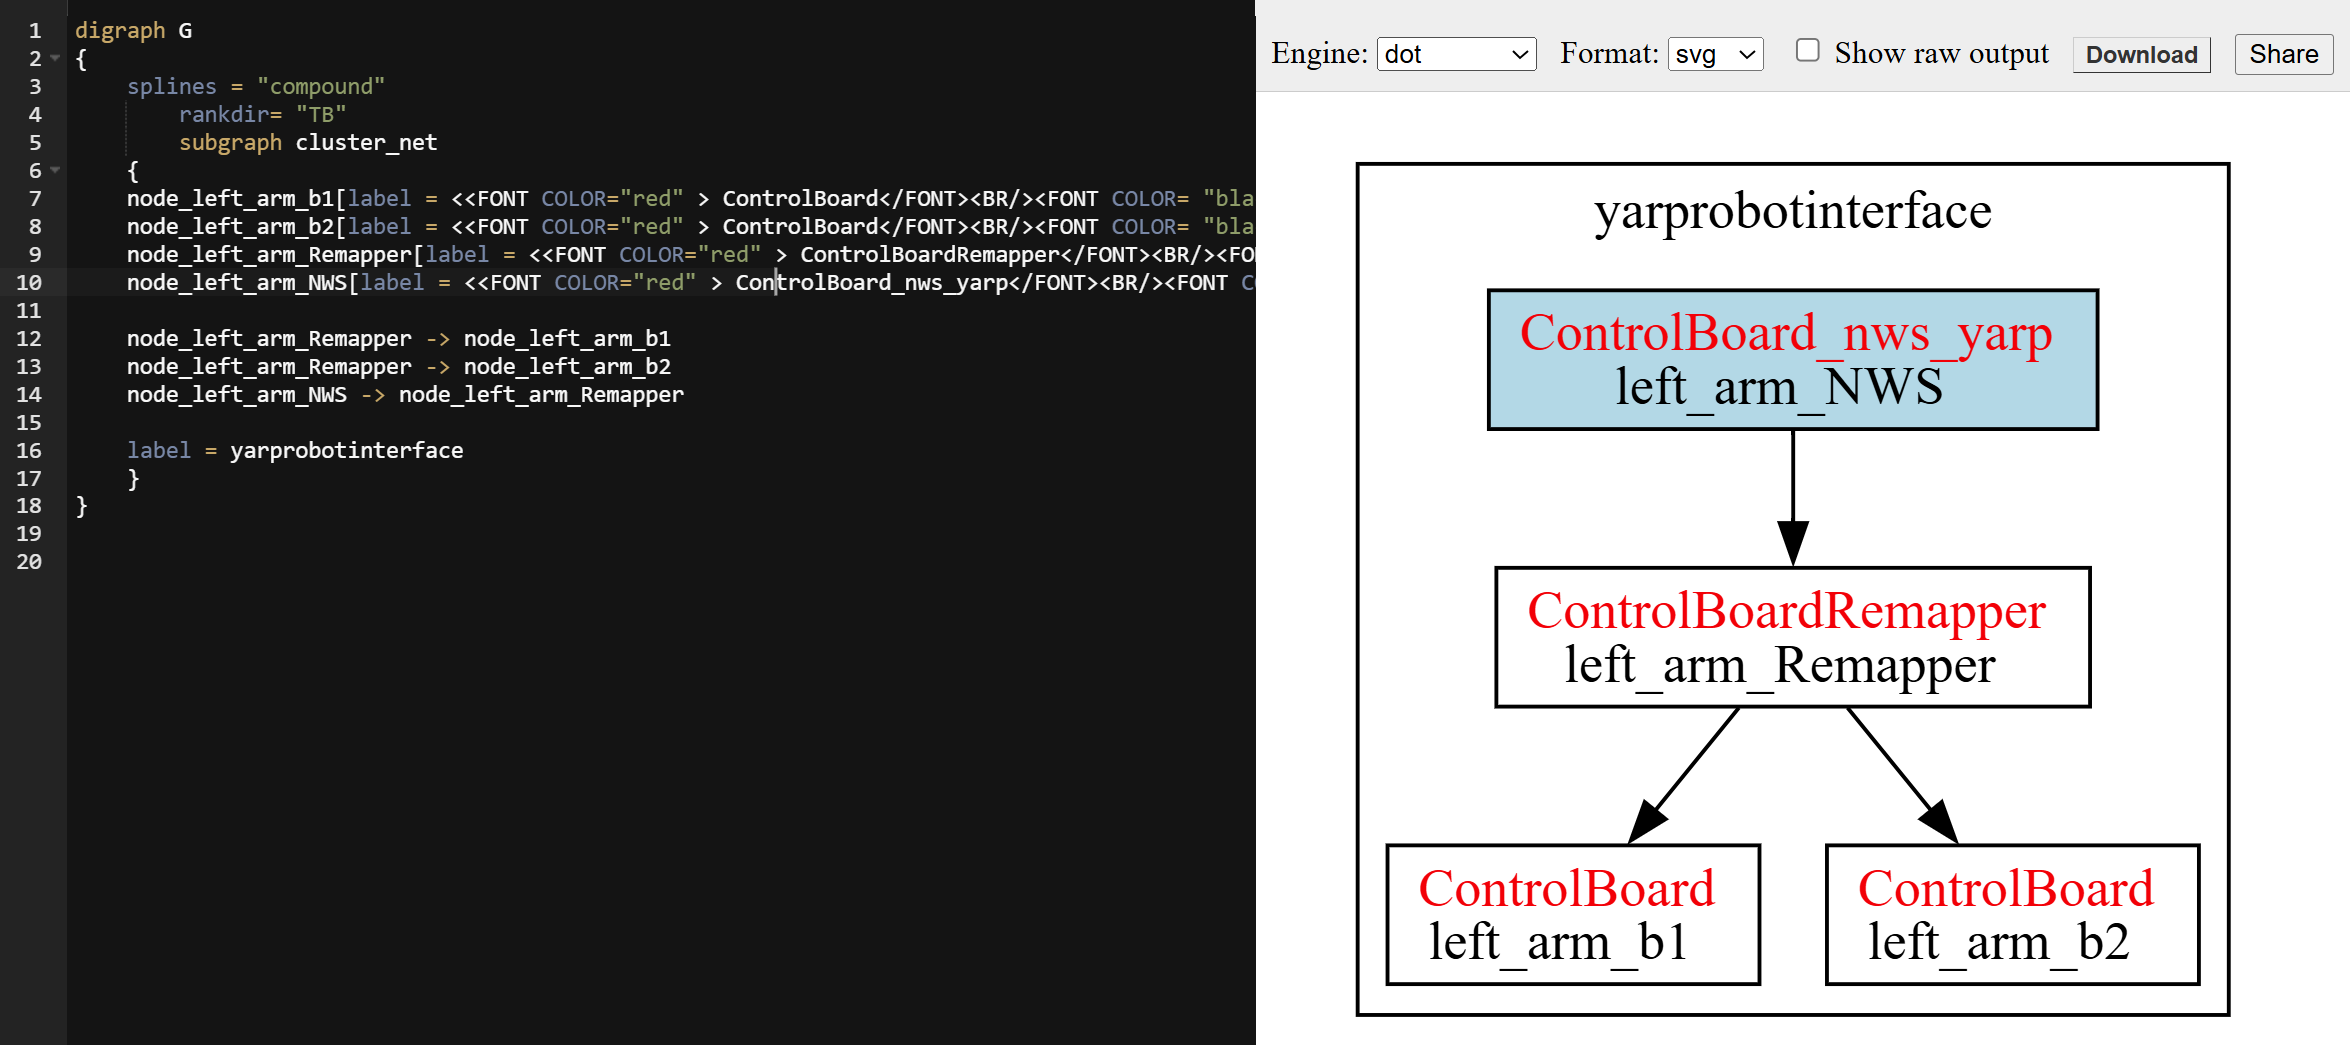 1 digraph G
2 {
3 splines = "compound"
4 rankdir= "TB"
5 subgraph cluster_net
6 {
7 node_left_arm_b1[label = <<FONT COLOR="red" > ControlBoard</FONT><BR/><FONT COLOR= "bla
8 node_left_arm_b2[label = <<FONT COLOR="red" > ControlBoard</FONT><BR/><FONT COLOR= "bla
9 node_left_arm_Remapper[label = <<FONT COLOR="red" > ControlBoardRemapper</FONT><BR/><FO
10 node_left_arm_NWS[label = <<FONT COLOR="red" > ControlBoard_nws_yarp</FONT><BR/><FONT C
11
12 node_left_arm_Remapper -> node_left_arm_b1
13 node_left_arm_Remapper -> node_left_arm_b2
14 node_left_arm_NWS -> node_left_arm_Remapper
15
16 label = yarprobotinterface
17 }
18 }
19
20
Engine: dot Format: svg Show raw output Download Share
yarprobotinterface
ControlBoard_nws_yarp
left_arm_NWS
ControlBoardRemapper
left_arm_Remapper
ControlBoard
left_arm_b1
ControlBoard
left_arm_b2